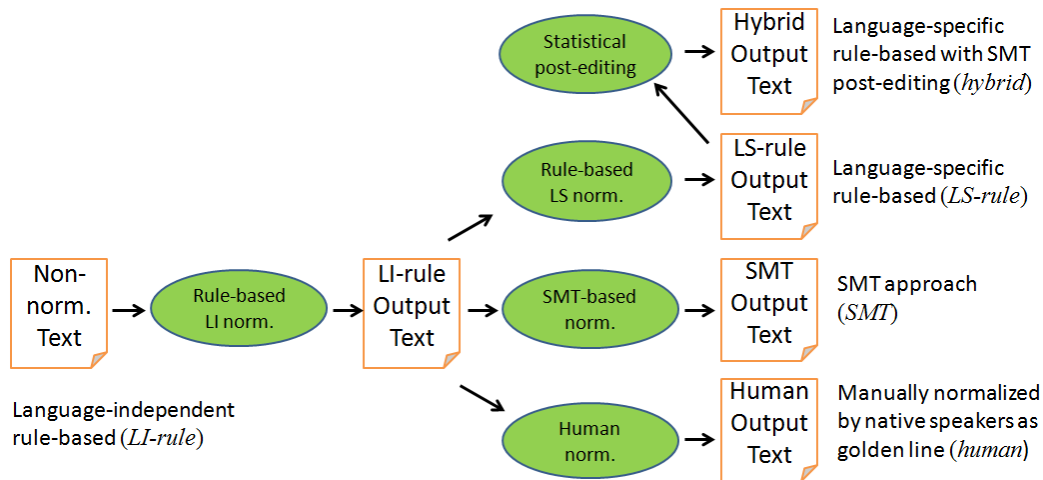 Statistical
post-editing
Hybrid
Output
Text
Language-specific
rule-based with SMT
post-editing (hybrid)
Rule-based
LS norm.
LS-rule
Output
Text
Language-specific
rule-based (LS-rule)
Non-
norm.
Text
Rule-based
LI norm.
LI-rule
Output
Text
SMT-based
norm.
SMT
Output
Text
SMT approach
(SMT)
Language-independent
rule-based (LI-rule)
Human
norm.
Human
Output
Text
Manually normalized
by native speakers as
golden line (human)